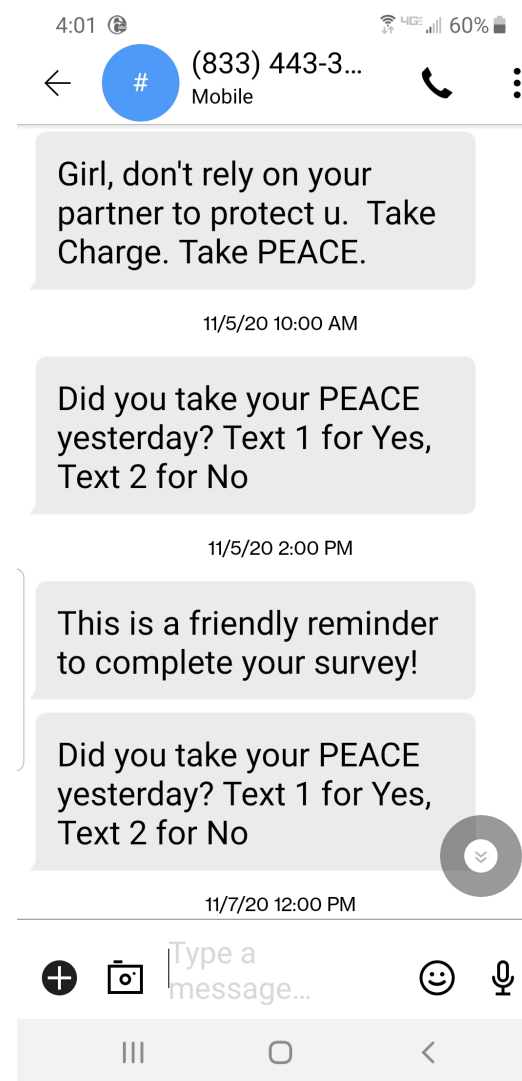 4:01 4GE 60%
# (833) 443-3...
Mobile
Girl, don't rely on your
partner to protect u. Take
Charge. Take PEACE.
11/5/20 10:00 AM
Did you take your PEACE
yesterday? Text 1 for Yes,
Text 2 for No
11/5/20 2:00 PM
This is a friendly reminder
to complete your survey!
Did you take your PEACE
yesterday? Text 1 for Yes,
Text 2 for No
11/7/20 12:00 PM
Type a
message...